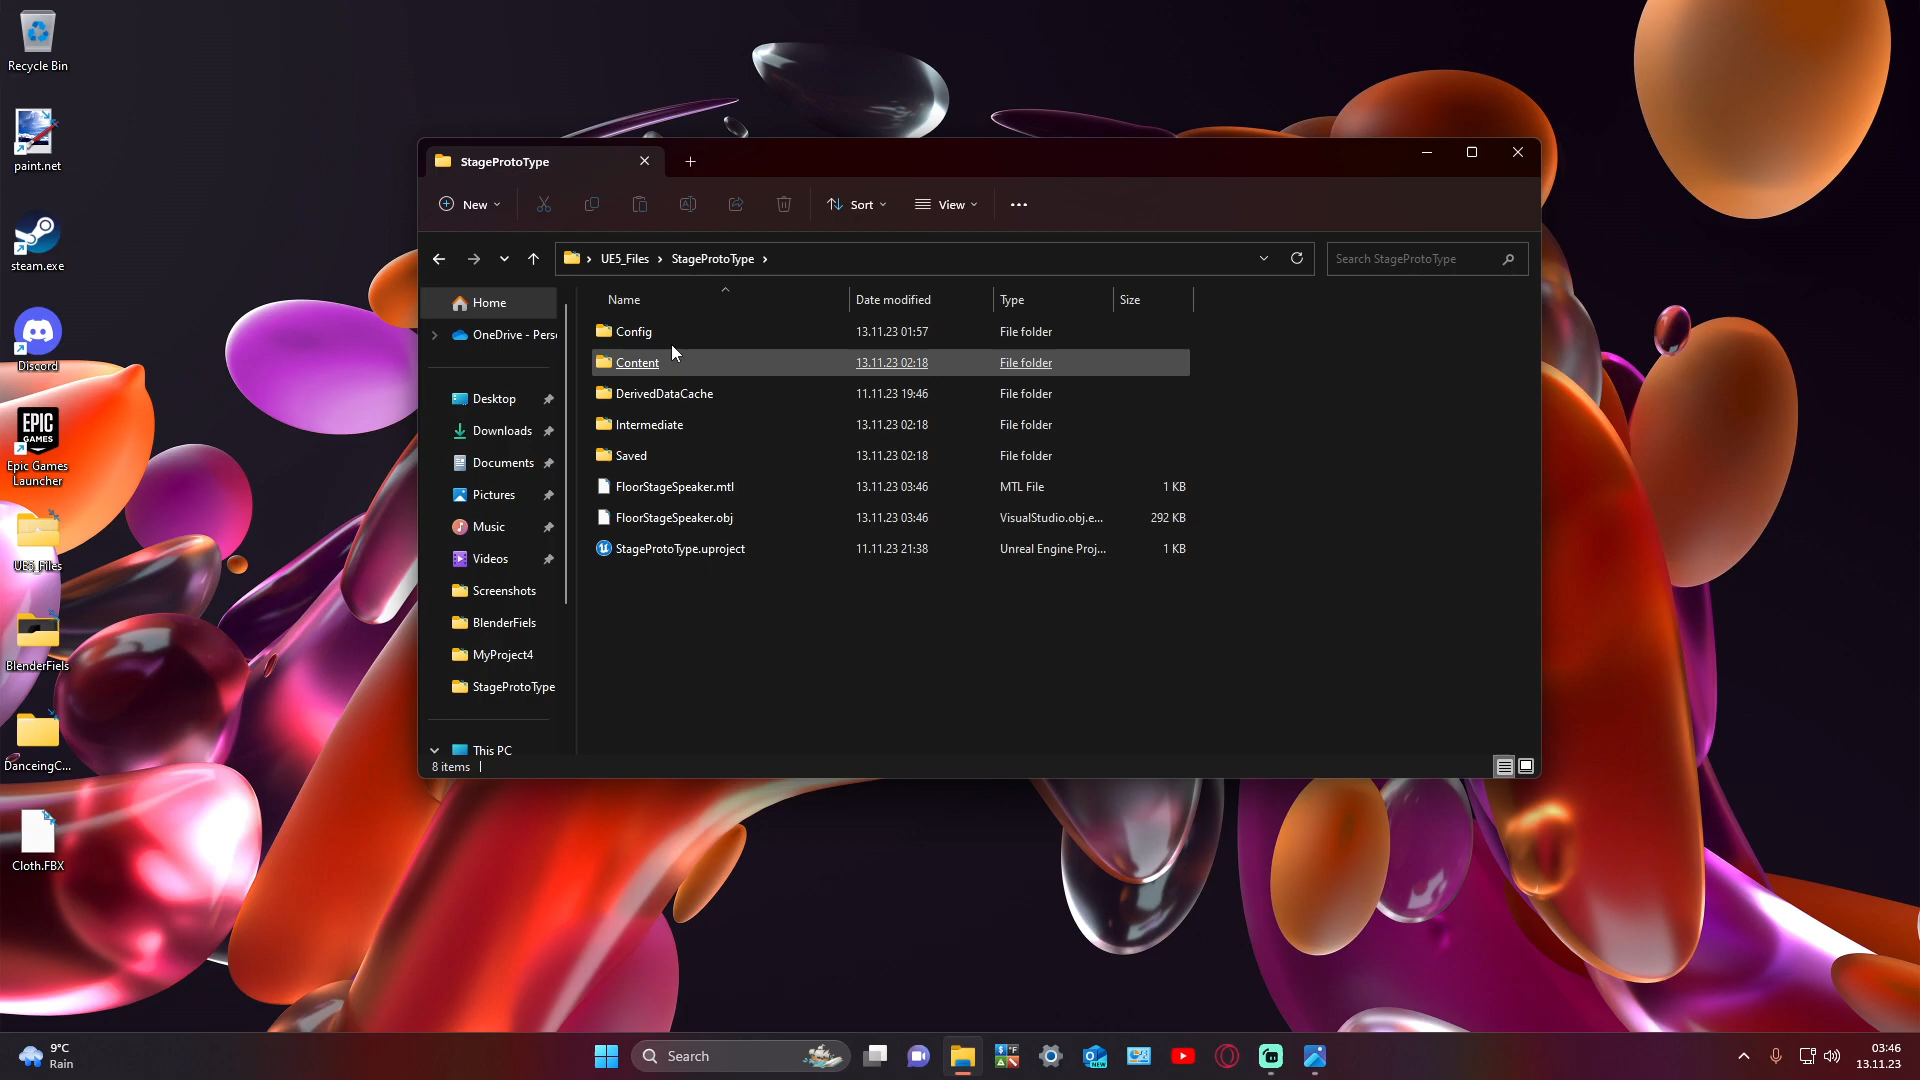 Recycle Bin
paint.net
steam.exe
Discord
EPIC
GAMES
Epic Games
Launcher
UE5_Files
BlenderFiels
DanceingC...
Cloth.FBX
StageProtoType
New
Sort
View
UE5_Files > StageProtoType >
Search StageProtoType
Home
OneDrive - Pers
Desktop
Downloads
Documents
Pictures
Music
Videos
Screenshots
BlenderFiels
MyProject4
StageProtoType
This PC
Name Date modified Type Size
Config 13.11.23 01:57 File folder
Content 13.11.23 02:18 File folder
DerivedDataCache 11.11.23 19:46 File folder
Intermediate 13.11.23 02:18 File folder
Saved 13.11.23 02:18 File folder
FloorStageSpeaker.mtl 13.11.23 03:46 MTL File 1 KB
FloorStageSpeaker.obj 13.11.23 03:46 VisualStudio.obj.e... 292 KB
StageProtoType.uproject 11.11.23 21:38 Unreal Engine Proj... 1 KB
8 items
9°C
Rain
Search
NEW
03:46
13.11.23